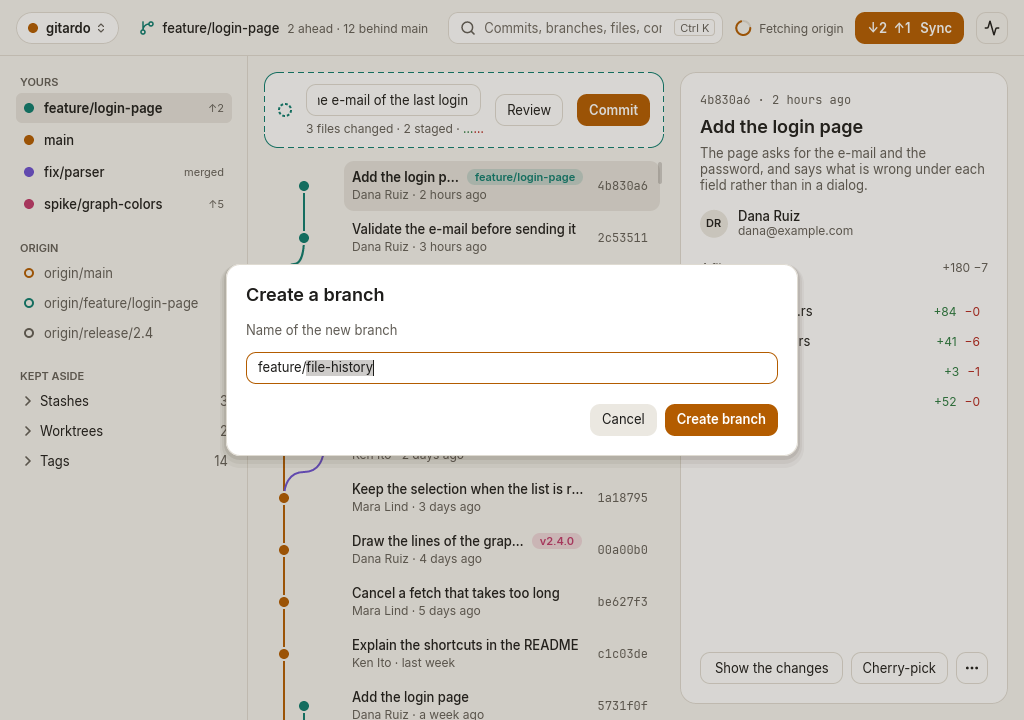 gitardo
feature/login-page 2 ahead · 12 behind main
Commits, branches, files, cor
Ctrl K
Fetching origin
↓2 ↑1 Sync
YOURS
feature/login-page ↑2
main
fix/parser merged
spike/graph-colors ↑5
ORIGIN
origin/main
origin/feature/login-page
origin/release/2.4
KEPT ASIDE
Stashes 3
Worktrees 2
Tags 14
e e-mail of the last login
3 files changed · 2 staged · ......
Review
Commit
Add the login p... feature/login-page 4b830a6
Dana Ruiz · 2 hours ago
Validate the e-mail before sending it 2c53511
Dana Ruiz · 3 hours ago
Ken Ito · 2 days ago
Keep the selection when the list is r... 1a18795
Mara Lind · 3 days ago
Draw the lines of the grap... v2.4.0 00a00b0
Dana Ruiz · 4 days ago
Cancel a fetch that takes too long be627f3
Mara Lind · 5 days ago
Explain the shortcuts in the README c1c03de
Ken Ito · last week
Add the login page 5731f0f
Dana Ruiz · a week ago
Create a branch
Name of the new branch
feature/file-history
Cancel
Create branch
4b830a6 · 2 hours ago
Add the login page
The page asks for the e-mail and the
password, and says what is wrong under each
field rather than in a dialog.
DR
Dana Ruiz
dana@example.com
+180 −7
.rs +84 −0
rs +41 −6
+3 −1
+52 −0
Show the changes
Cherry-pick